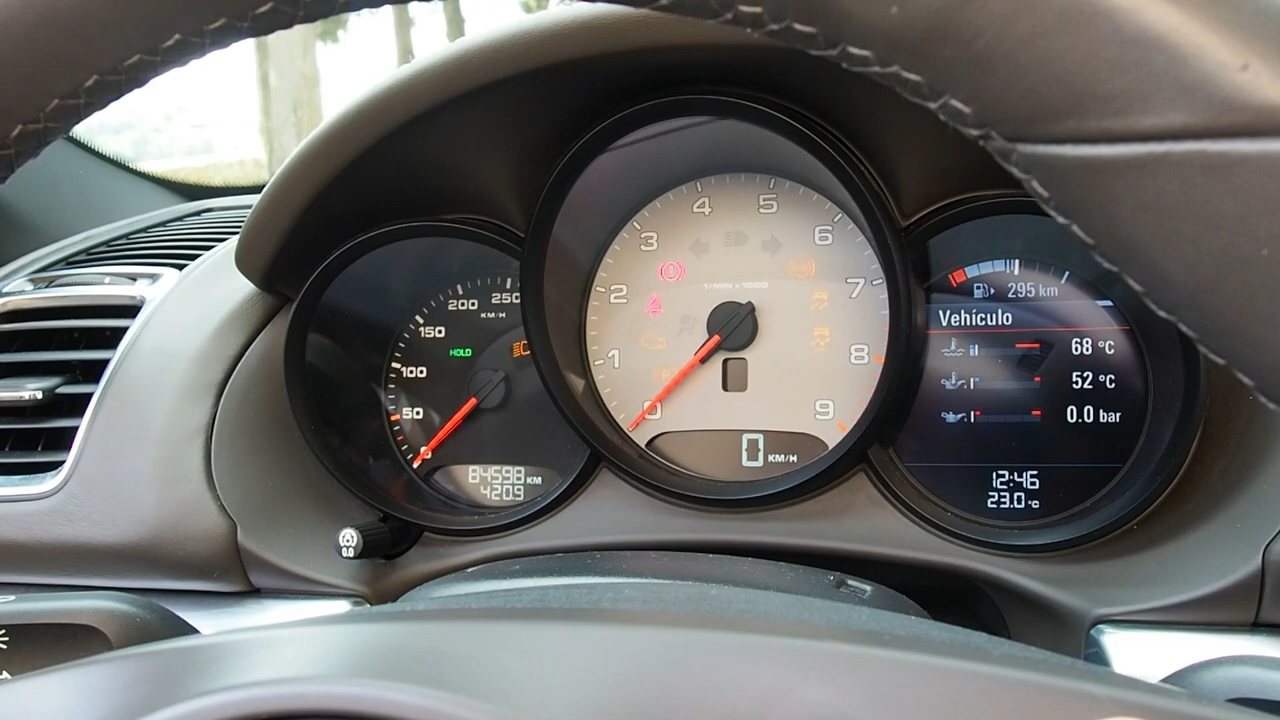 50
100
150
200
250
KM/H
HOLD
0
84598 KM
420.9
0.0
0
1
2
3
4
5
6
7
8
9
1/MIN x 1000
0 KM/H
295 km
Vehículo
68 °C
52 °C
0.0 bar
12:46
23.0 °C